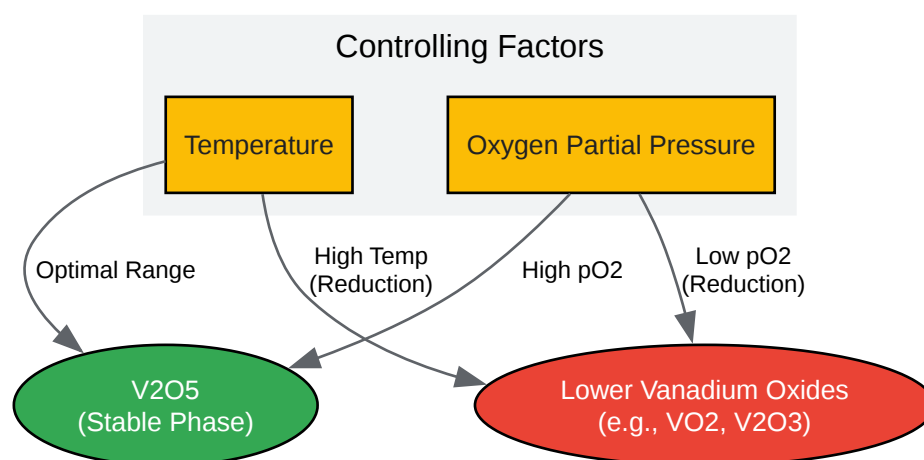 Controlling Factors
Temperature
Oxygen Partial Pressure
Optimal Range
High Temp
(Reduction)
High pO2
Low pO2
(Reduction)
V2O5
(Stable Phase)
Lower Vanadium Oxides
(e.g., VO2, V2O3)